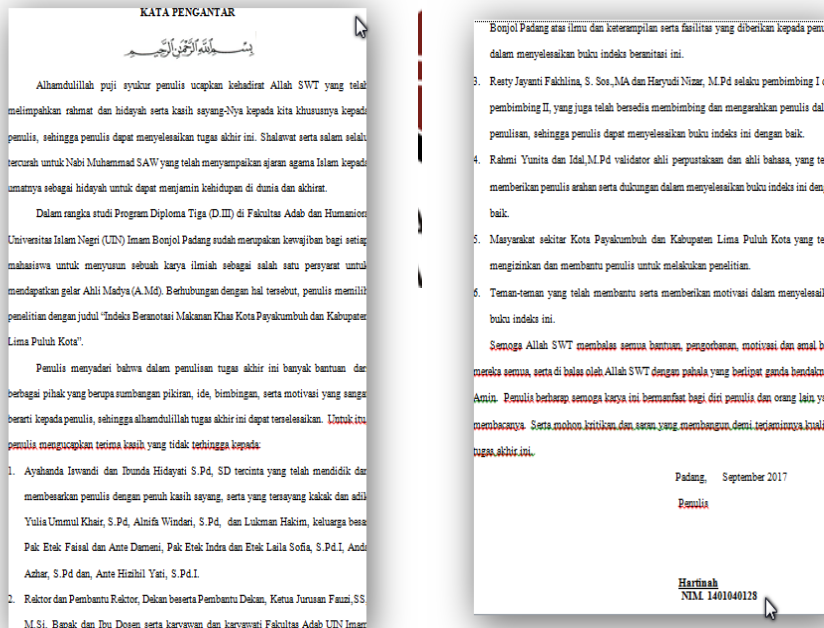 KATA PENGANTAR
بِسْــــــــمِ اللَّهِ الرَّحْمَنِ الرَّحِيــــــمِ
Alhamdulillah puji syukur penulis ucapkan kehadirat Allah SWT yang telah
melimpahkan rahmat dan hidayah serta kasih sayang-Nya kepada kita khususnya kepada
penulis, sehingga penulis dapat menyelesaikan tugas akhir ini. Shalawat serta salam selalu
tercurah untuk Nabi Muhammad SAW yang telah menyampaikan ajaran agama Islam kepada
umatnya sebagai hidayah untuk dapat menjamin kehidupan di dunia dan akhirat.
Dalam rangka studi Program Diploma Tiga (D.III) di Fakultas Adab dan Humaniora
Universitas Islam Negri (UIN) Imam Bonjol Padang sudah merupakan kewajiban bagi setiap
mahasiswa untuk menyusun sebuah karya ilmiah sebagai salah satu persyarat untuk
mendapatkan gelar Ahli Madya (A.Md). Berhubungan dengan hal tersebut, penulis memilih
penelitian dengan judul “Indeks Beranotasi Makanan Khas Kota Payakumbuh dan Kabupaten
Lima Puluh Kota”.
Penulis menyadari bahwa dalam penulisan tugas akhir ini banyak bantuan dari
berbagai pihak yang berupa sumbangan pikiran, ide, bimbingan, serta motivasi yang sangat
berarti kepada penulis, sehingga alhamdulillah tugas akhir ini dapat terselesaikan. Untuk itu,
penulis mengucapkan terima kasih yang tidak terhingga kepada:
1. Ayahanda Iswandi dan Ibunda Hidayati S.Pd, SD tercinta yang telah mendidik dan
membesarkan penulis dengan penuh kasih sayang, serta yang tersayang kakak dan adik
Yulia Ummul Khair, S.Pd, Alnifa Windari, S.Pd, dan Lukman Hakim, keluarga besar
Pak Etek Faisal dan Ante Dameni, Pak Etek Indra dan Etek Laila Sofia, S.Pd.I, Anda
Azhar, S.Pd dan, Ante Hizihil Yati, S.Pd.I.
2. Rektor dan Pembantu Rektor, Dekan beserta Pembantu Dekan, Ketua Jurusan Fauzi,SS.
M.Si, Bapak dan Ibu Dosen serta karyawan dan karyawati Fakultas Adab UIN Imam
Bonjol Padang atas ilmu dan keterampilan serta fasilitas yang diberikan kepada penu
dalam menyelesaikan buku indeks beranitasi ini.
3. Resty Jayanti Fakhlina, S. Sos.,MA dan Haryudi Nizar, M.Pd selaku pembimbing I d
pembimbing II, yang juga telah bersedia membimbing dan mengarahkan penulis dal
penulisan, sehingga penulis dapat menyelesaikan buku indeks ini dengan baik.
4. Rahmi Yunita dan Idal,M.Pd validator ahli perpustakaan dan ahli bahasa, yang te
memberikan penulis arahan serta dukungan dalam menyelesaikan buku indeks ini deng
baik.
5. Masyarakat sekitar Kota Payakumbuh dan Kabupaten Lima Puluh Kota yang te
mengizinkan dan membantu penulis untuk melakukan penelitian.
6. Teman-teman yang telah membantu serta memberikan motivasi dalam menyelesaik
buku indeks ini.
Semoga Allah SWT membalas semua bantuan, pengorbanan, motivasi dan amal b
mereka semua, serta di balas oleh Allah SWT dengan pahala yang berlipat ganda hendakn
Amin. Penulis berharap semoga karya ini bermanfaat bagi diri penulis dan orang lain ya
membacanya. Serta mohon kritikan dan saran yang membangun demi terjaminnya kuali
tugas akhir ini.
Padang, September 2017
Penulis
Hartinah
NIM. 1401040128